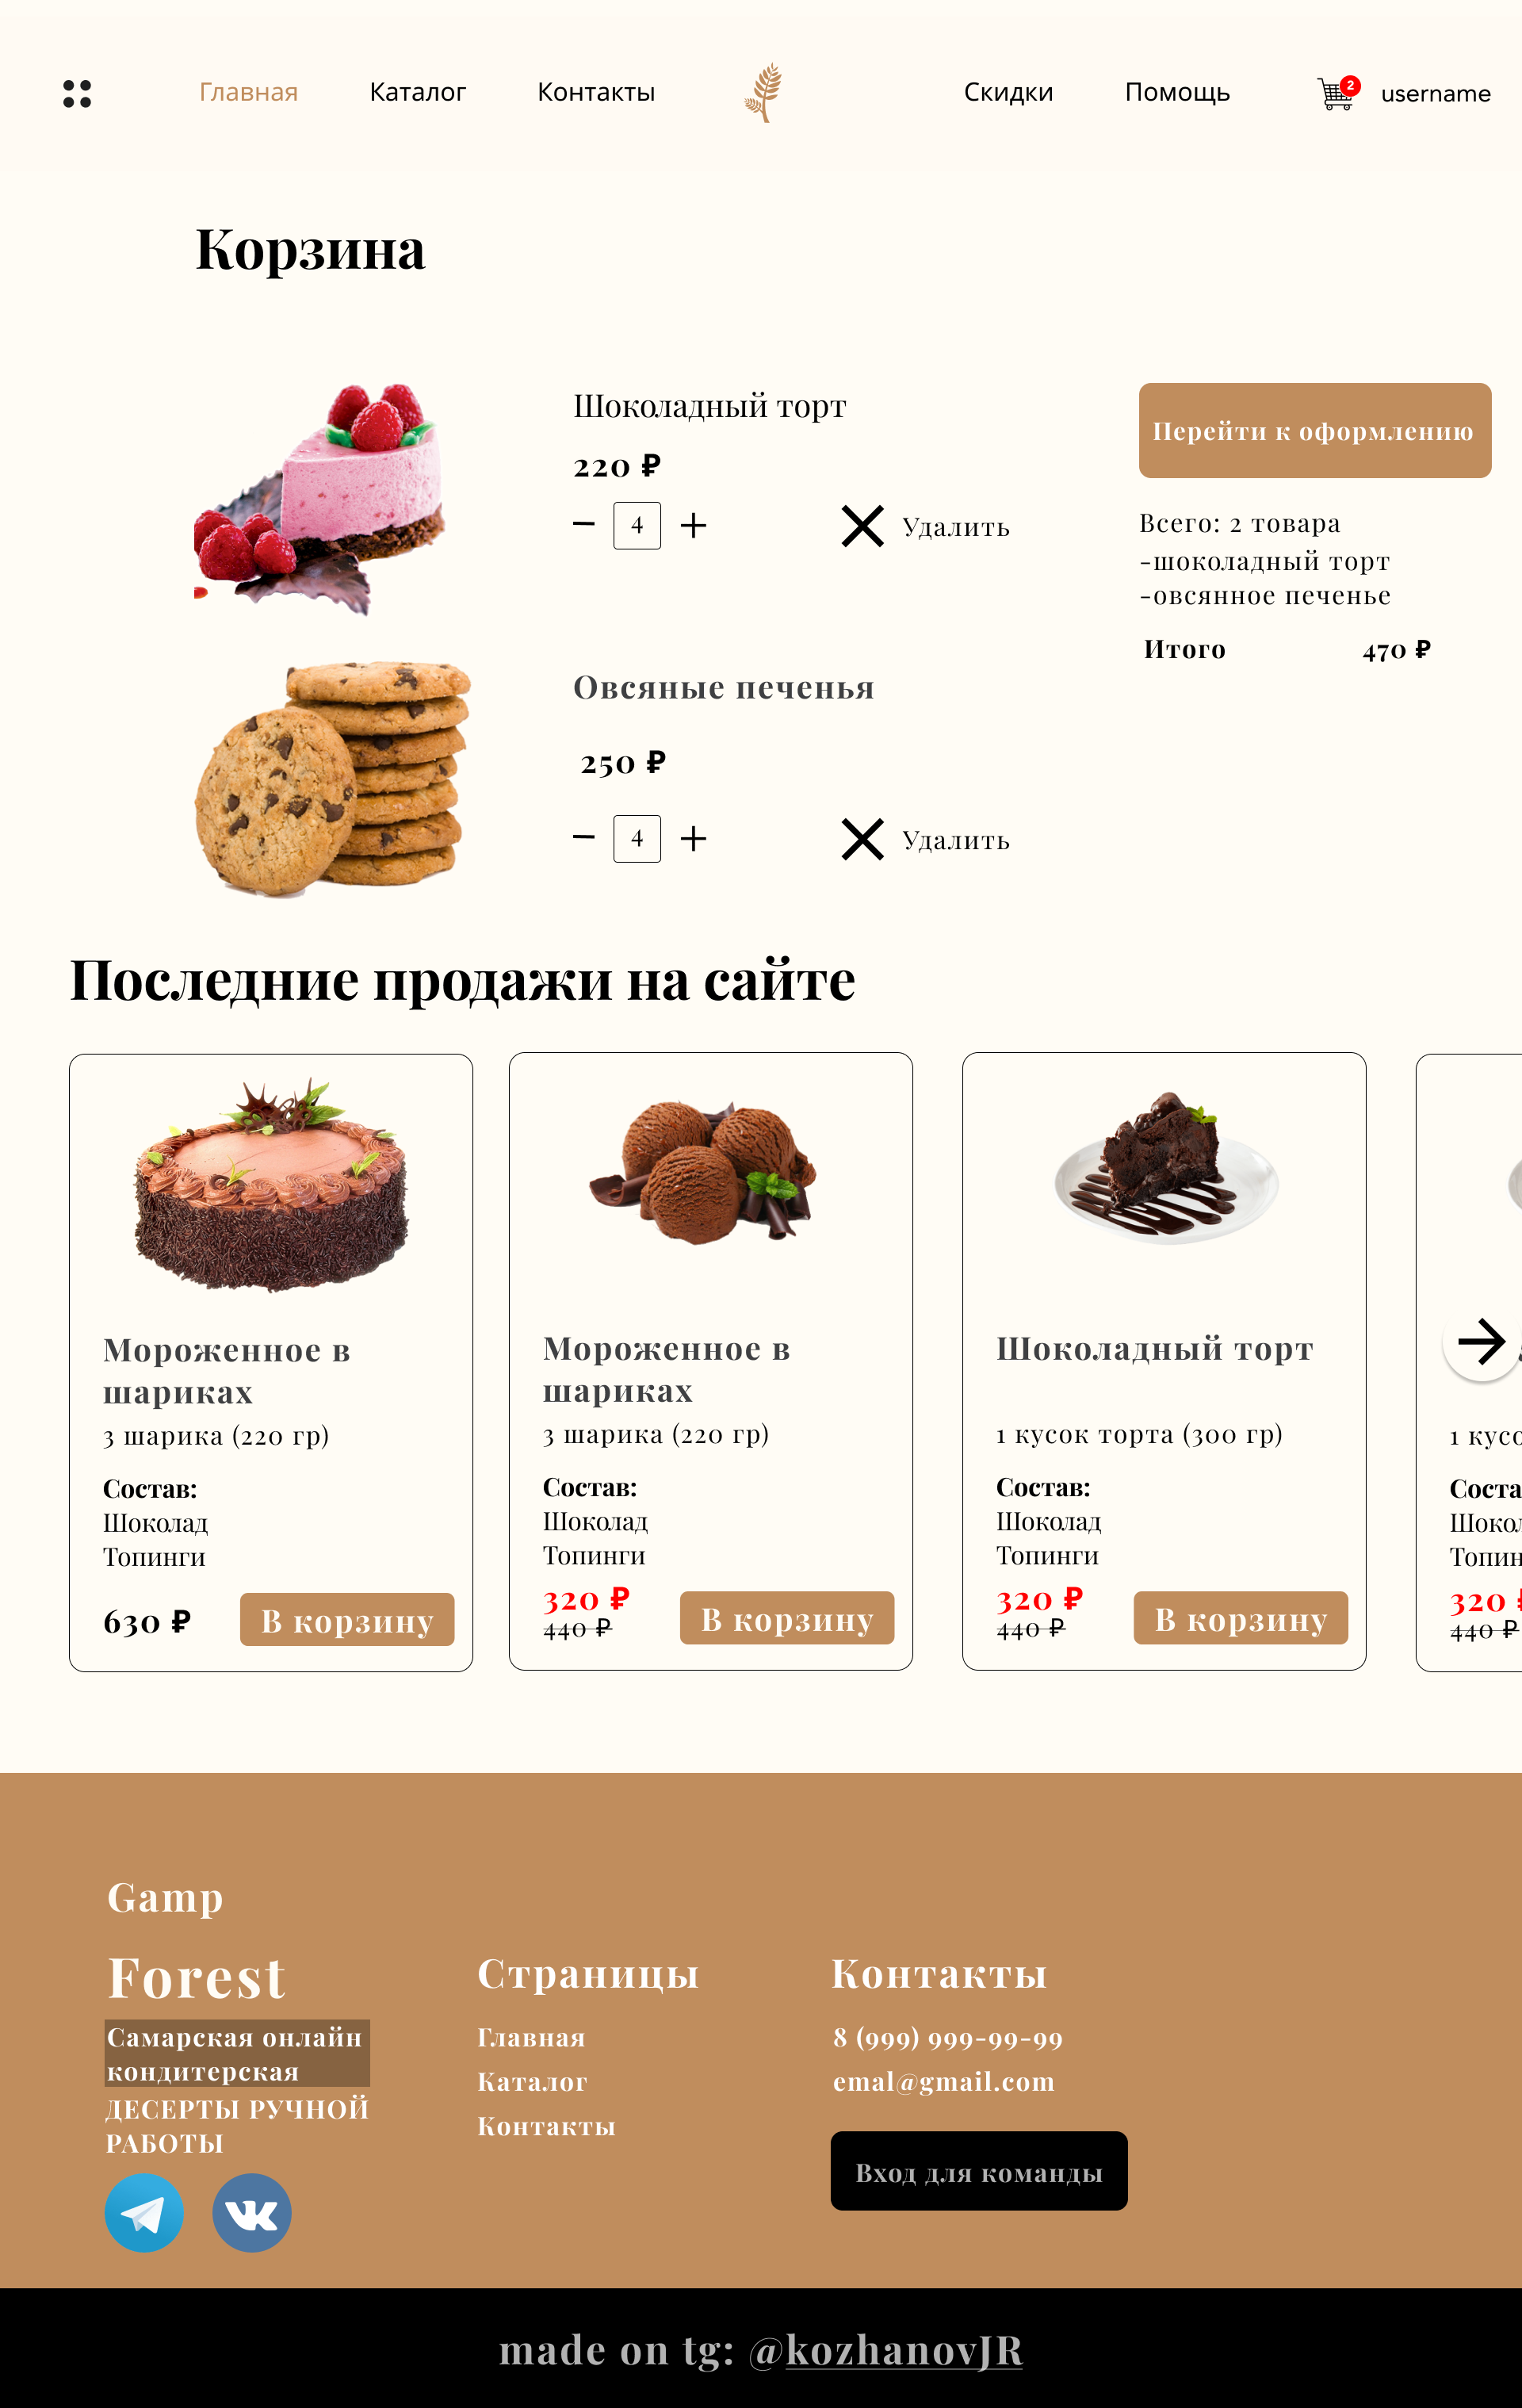 Главная Каталог Контакты Скидки Помощь 2 username
Корзина
Шоколадный торт
220 ₽
4
Удалить
Перейти к оформлению
Всего: 2 товара
-шоколадный торт
-овсянное печенье
Итого 470 ₽
Овсяные печенья
250 ₽
4
Удалить
Последние продажи на сайте
Мороженное в
шариках
3 шарика (220 гр)
Состав:
Шоколад
Топинги
630 ₽
В корзину
Мороженное в
шариках
3 шарика (220 гр)
Состав:
Шоколад
Топинги
320 ₽
440 ₽
В корзину
Шоколадный торт
1 кусок торта (300 гр)
Состав:
Шоколад
Топинги
320 ₽
440 ₽
В корзину
1 кусо
Соста
Шокол
Топин
320
440 ₽
Gamp
Forest
Самарская онлайн
кондитерская
ДЕСЕРТЫ РУЧНОЙ
РАБОТЫ
Страницы
Главная
Каталог
Контакты
Контакты
8 (999) 999-99-99
emal@gmail.com
Вход для команды
made on tg: @kozhanovJR